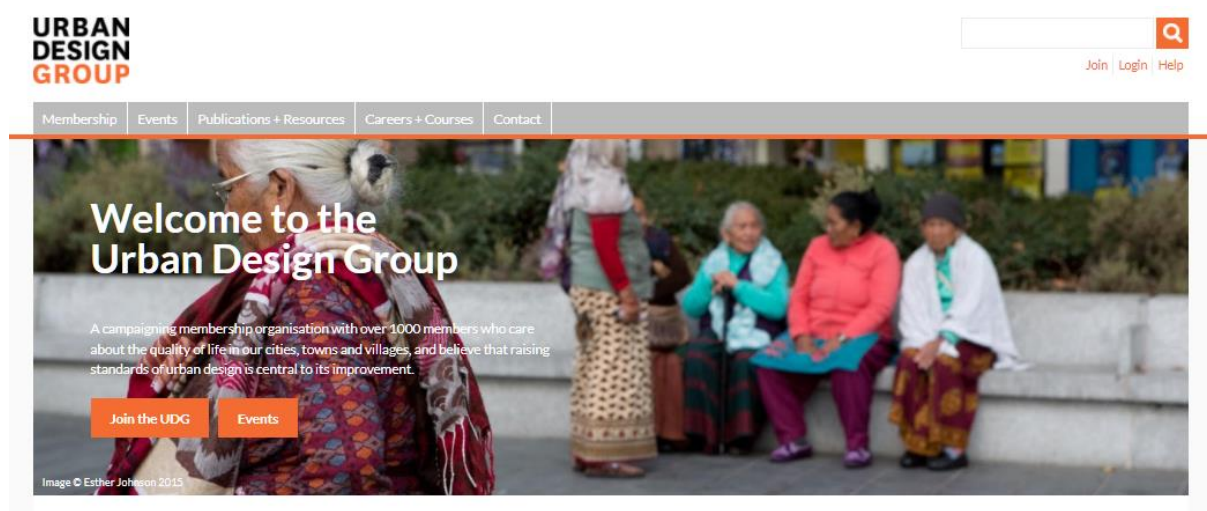 URBAN
DESIGN
GROUP
Join Login Help
Membership Events Publications + Resources Careers + Courses Contact
Welcome to the
Urban Design Group
A campaigning membership organisation with over 1000 members who care
about the quality of life in our cities, towns and villages, and believe that raising
standards of urban design is central to its improvement.
Join the UDG Events
Image © Esther Johnson 2015